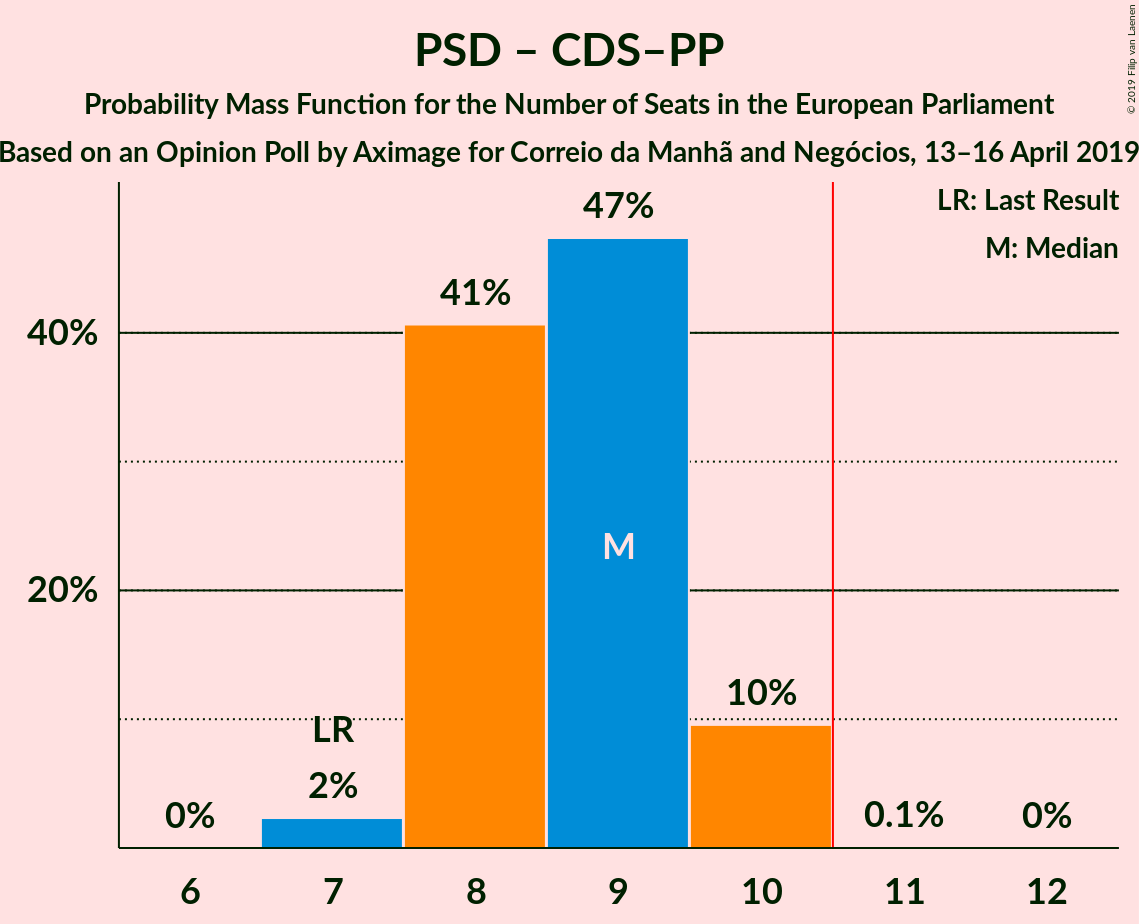 PSD – CDS–PP
Probability Mass Function for the Number of Seats in the European Parliament
Based on an Opinion Poll by Aximage for Correio da Manhã and Negócios, 13–16 April 2019
© 2019 Filip van Laenen
LR: Last Result
M: Median
47%
41%
40%
M
20%
10%
LR
2%
0%
0.1%
0%
6 7 8 9 10 11 12